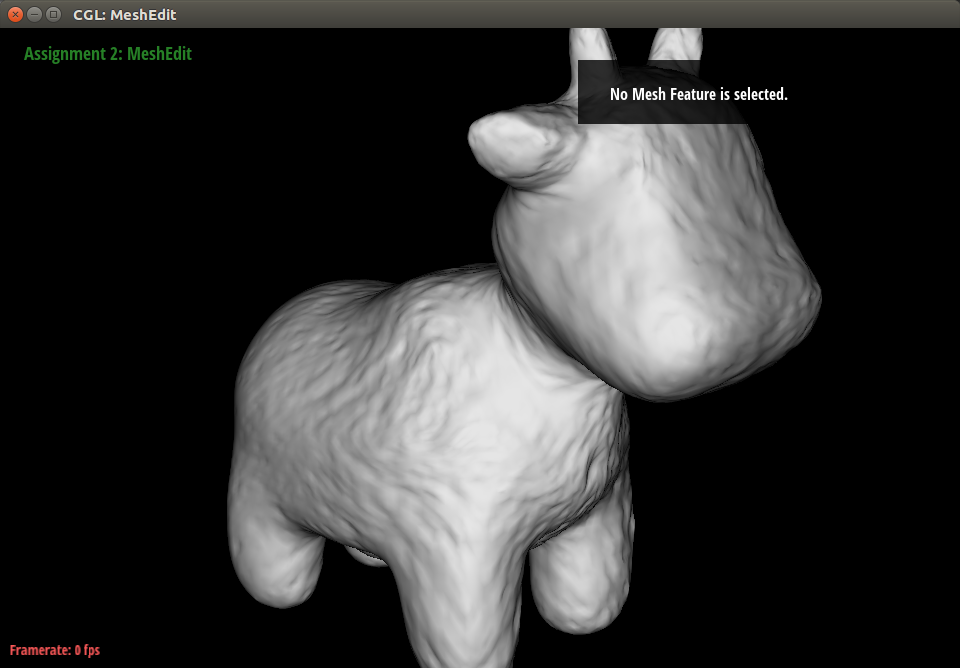 CGL: MeshEdit
Assignment 2: MeshEdit
No Mesh Feature is selected.
Framerate: 0 fps